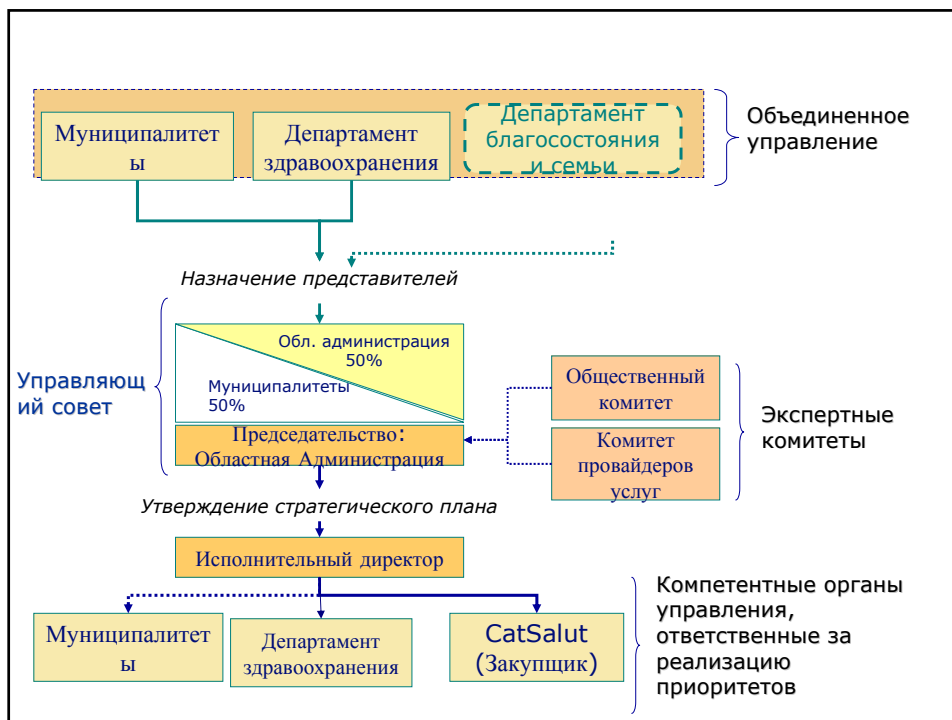 Муниципалитет
ы
Департамент
здравоохранения
Департамент
благосостояния
и семьи
Объединенное
управление
Назначение представителей
Обл. администрация
50%
Муниципалитеты
50%
Управляющ
ий совет
Председательство:
Областная Администрация
Общественный
комитет
Комитет
провайдеров
услуг
Экспертные
комитеты
Утверждение стратегического плана
Исполнительный директор
Муниципалитет
ы
Департамент
здравоохранения
CatSalut
(Закупщик)
Компетентные органы
управления,
ответственные за
реализацию
приоритетов